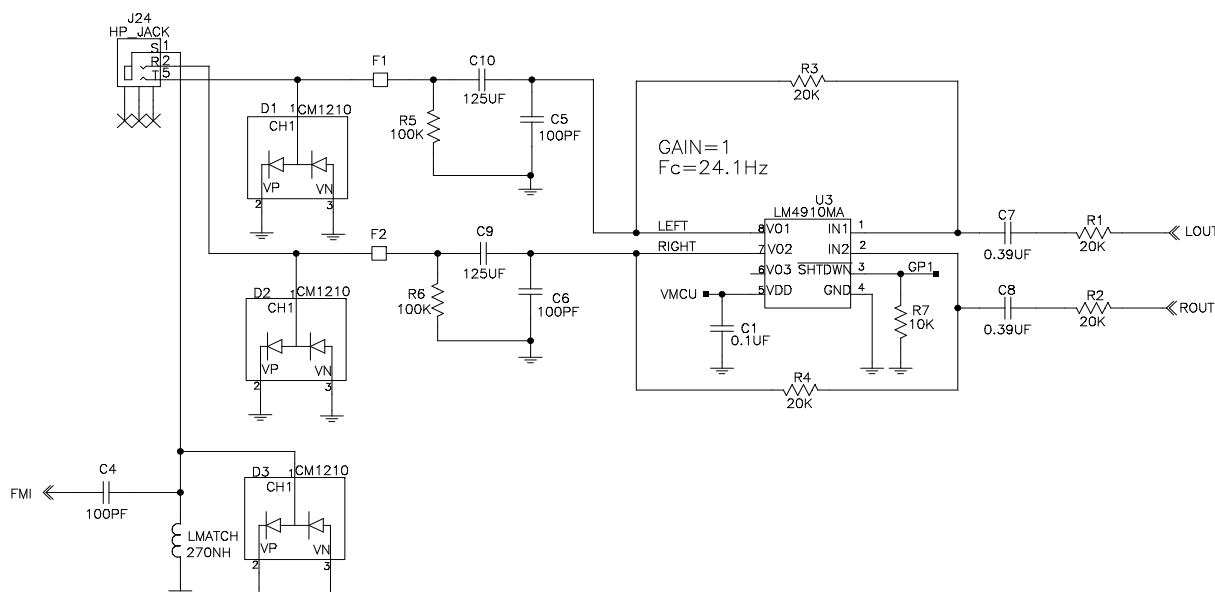 J24
HP_JACK
S 1
R 2
T 5
F1
C10
125UF
R5
100K
C5
100PF
D1 1 CM1210
CH1
VP VN
2 3
R3
20K
GAIN=1
Fc=24.1Hz
U3
LM4910MA
LEFT 8 VO1 IN1 1
RIGHT 7 VO2 IN2 2
6 VO3 SHTDWN 3 GP1
VMCU 5 VDD GND 4
C7
0.39UF
R1
20K
LOUT
F2
C9
125UF
R6
100K
C6
100PF
D2 1 CM1210
CH1
VP VN
2 3
C1
0.1UF
R7
10K
C8
0.39UF
R2
20K
ROUT
R4
20K
FMI
C4
100PF
LMATCH
270NH
D3 1 CM1210
CH1
VP VN
2 3